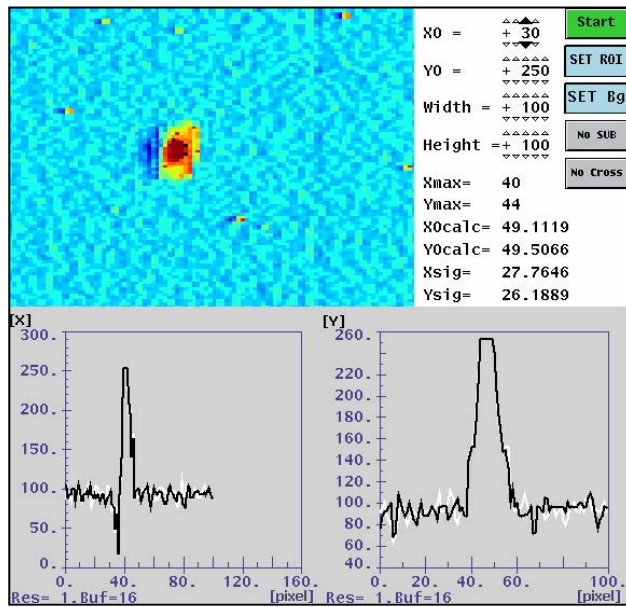 X0 = + 30
Start
Y0 = + 250
SET ROI
Width = + 100
SET Bg
Height =+ 100
No SUB
Xmax= 40
No Cross
Ymax= 44
X0calc= 49.1119
Y0calc= 49.5066
Xsig= 27.7646
Ysig= 26.1889
[X]
300.
250.
200.
150.
100.
50.
0.
0. 40. 80. 120. 160.
Res= 1.Buf=16 [pixel]
[Y]
260.
240.
220.
200.
180.
160.
140.
120.
100.
80.
60.
40.
0. 20. 40. 60. 80. 100.
Res= 1.Buf=16 [pixel]